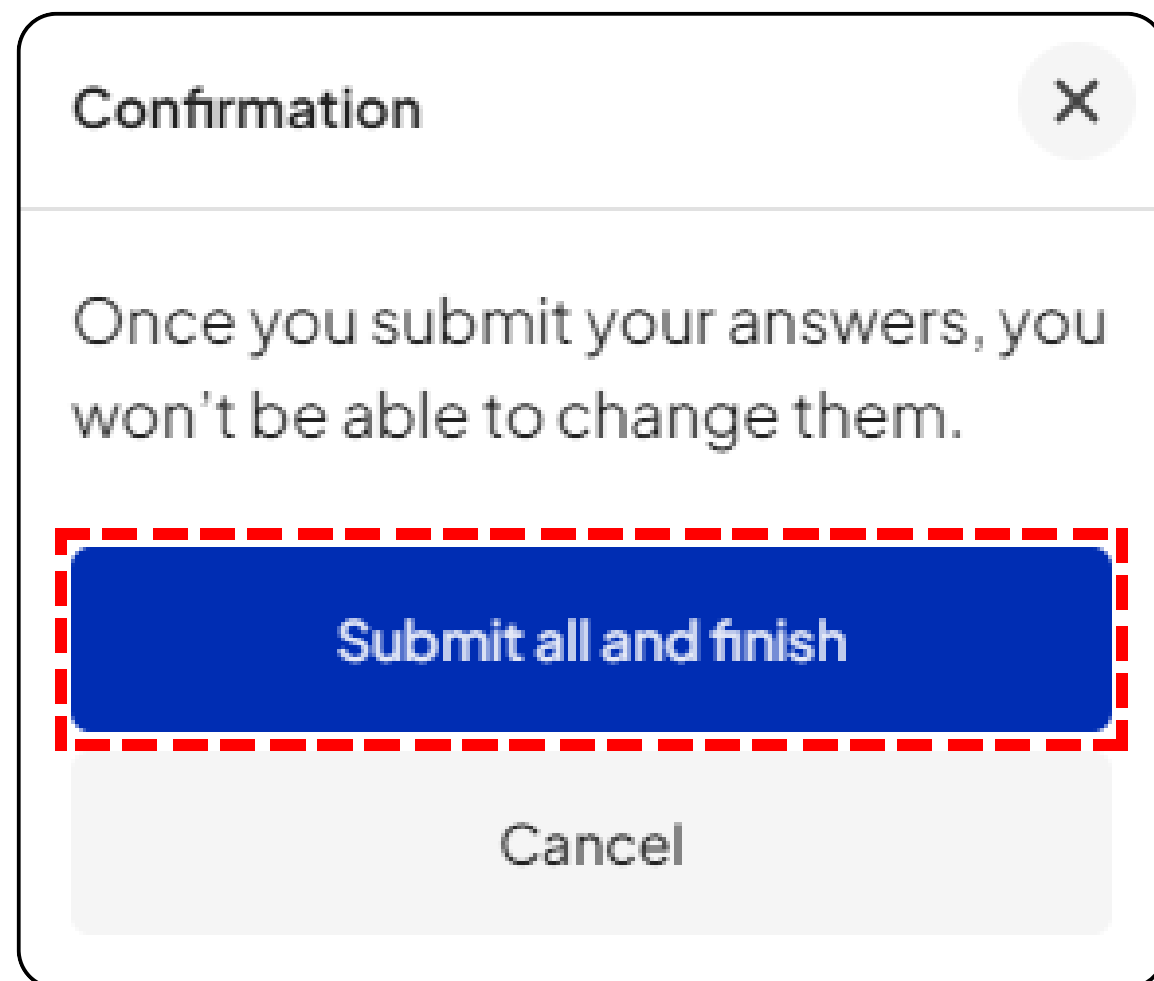 Confirmation
Once you submit your answers, you
won't be able to change them.
Submit all and finish
Cancel